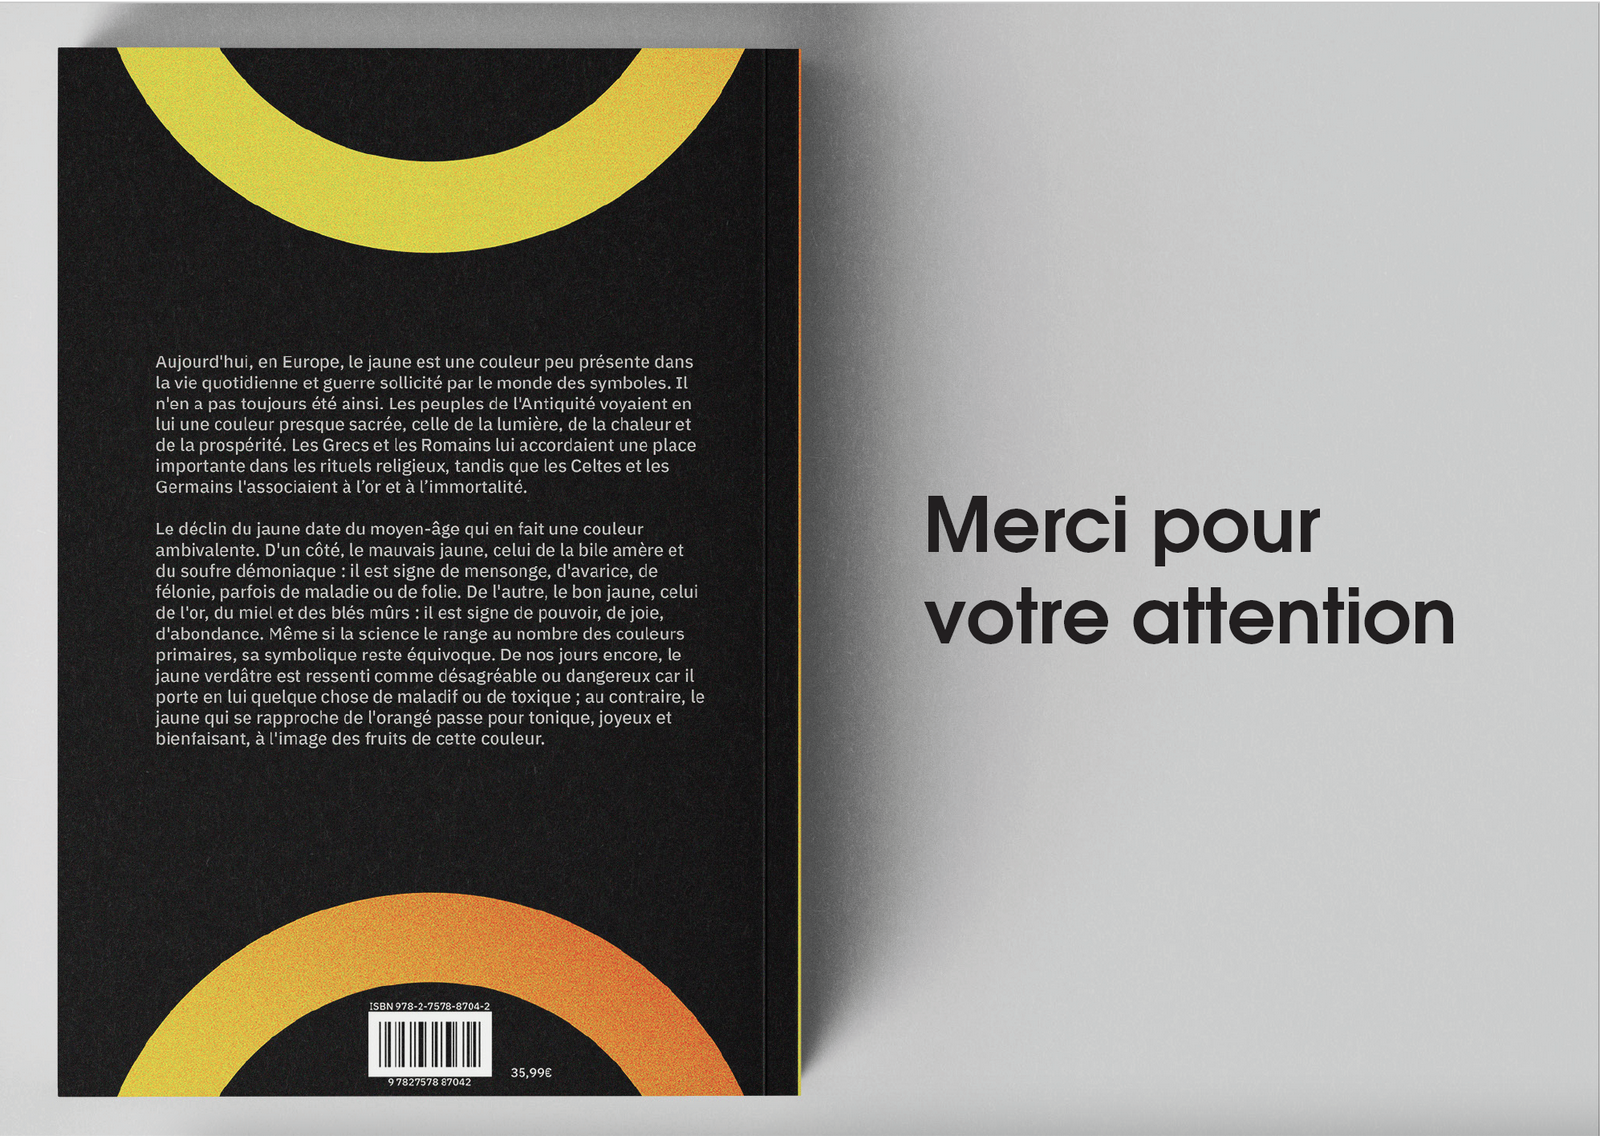 Aujourd'hui, en Europe, le jaune est une couleur peu présente dans
la vie quotidienne et guerre sollicité par le monde des symboles. Il
n'en a pas toujours été ainsi. Les peuples de l'Antiquité voyaient en
lui une couleur presque sacrée, celle de la lumière, de la chaleur et
de la prospérité. Les Grecs et les Romains lui accordaient une place
importante dans les rituels religieux, tandis que les Celtes et les
Germains l'associaient à l’or et à l’immortalité.
Le déclin du jaune date du moyen-âge qui en fait une couleur
ambivalente. D'un côté, le mauvais jaune, celui de la bile amère et
du soufre démoniaque : il est signe de mensonge, d'avarice, de
félonie, parfois de maladie ou de folie. De l'autre, le bon jaune, celui
de l'or, du miel et des blés mûrs : il est signe de pouvoir, de joie,
d'abondance. Même si la science le range au nombre des couleurs
primaires, sa symbolique reste équivoque. De nos jours encore, le
jaune verdâtre est ressenti comme désagréable ou dangereux car il
porte en lui quelque chose de maladif ou de toxique ; au contraire, le
jaune qui se rapproche de l'orangé passe pour tonique, joyeux et
bienfaisant, à l'image des fruits de cette couleur.
ISBN 978-2-7578-8704-2
9 7827578 87042
35,99€
Merci pour
votre attention